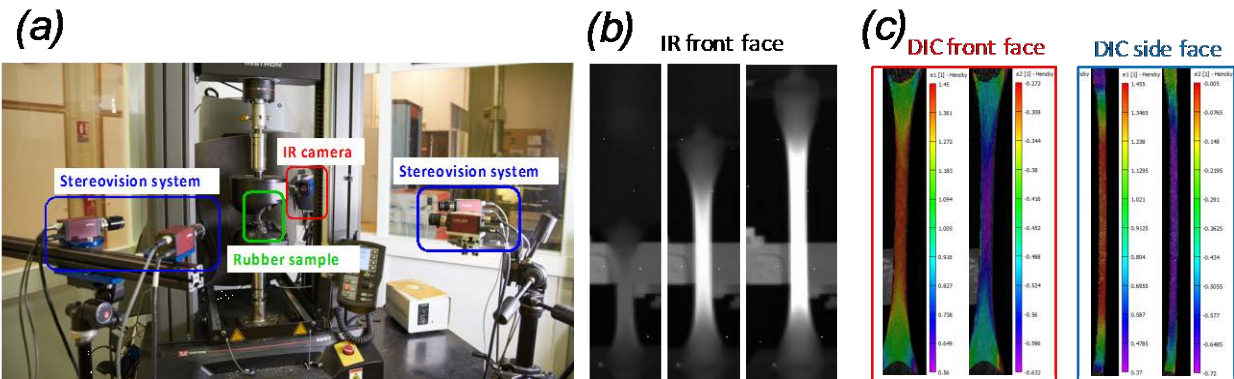 (a)
INSTRON
IR camera
Stereovision system
Stereovision system
Rubber sample
(b)
IR front face
(c)
DIC front face
DIC side face
e1 [1] - Hencky
1.45
1.361
1.272
1.183
1.094
1.005
0.916
0.827
0.738
0.649
0.56
e2 [1] - Hencky
-0.272
-0.308
-0.344
-0.38
-0.416
-0.452
-0.488
-0.524
-0.56
-0.596
-0.632
ncky
e1 [1] - Hencky
1.455
1.3465
1.238
1.1295
1.021
0.9125
0.804
0.6955
0.587
0.4785
0.37
e2 [1] - Hencky
-0.005
-0.0765
-0.148
-0.2195
-0.291
-0.3625
-0.434
-0.5055
-0.577
-0.6485
-0.72